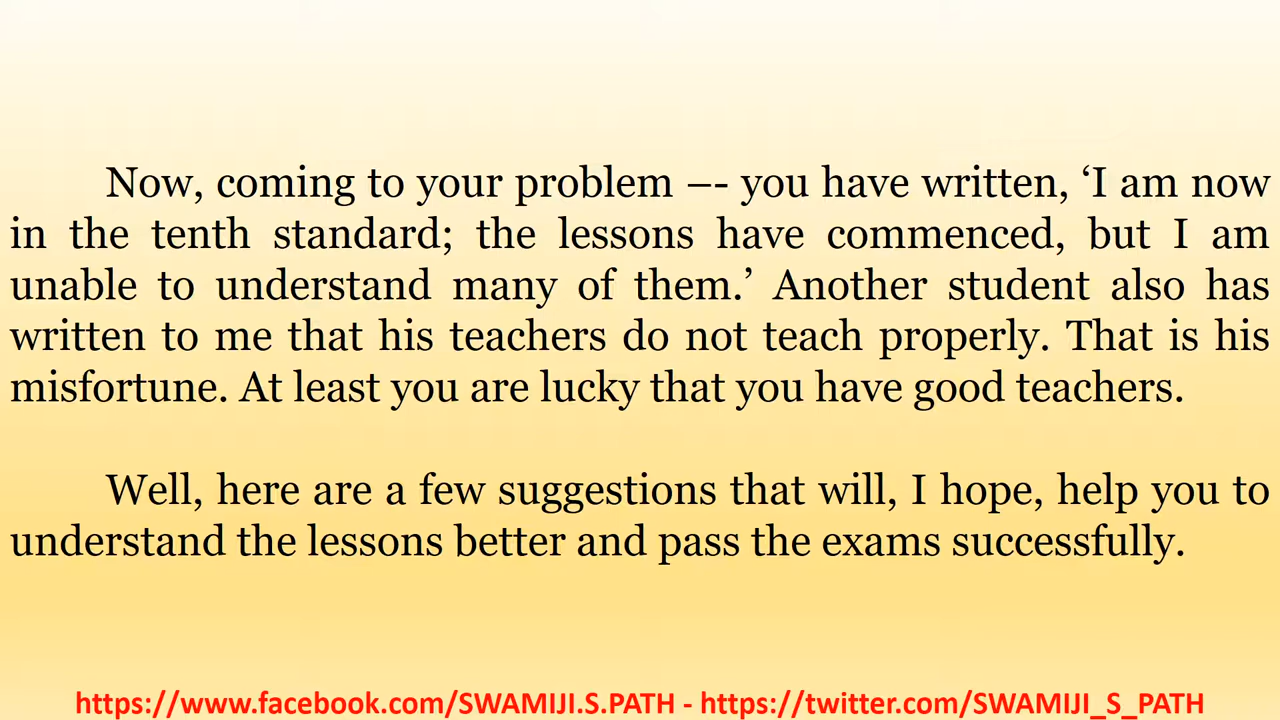 Now, coming to your problem –- you have written, ‘I am now
in the tenth standard; the lessons have commenced, but I am
unable to understand many of them.’ Another student also has
written to me that his teachers do not teach properly. That is his
misfortune. At least you are lucky that you have good teachers.
Well, here are a few suggestions that will, I hope, help you to
understand the lessons better and pass the exams successfully.
https://www.facebook.com/SWAMIJI.S.PATH - https://twitter.com/SWAMIJI_S_PATH